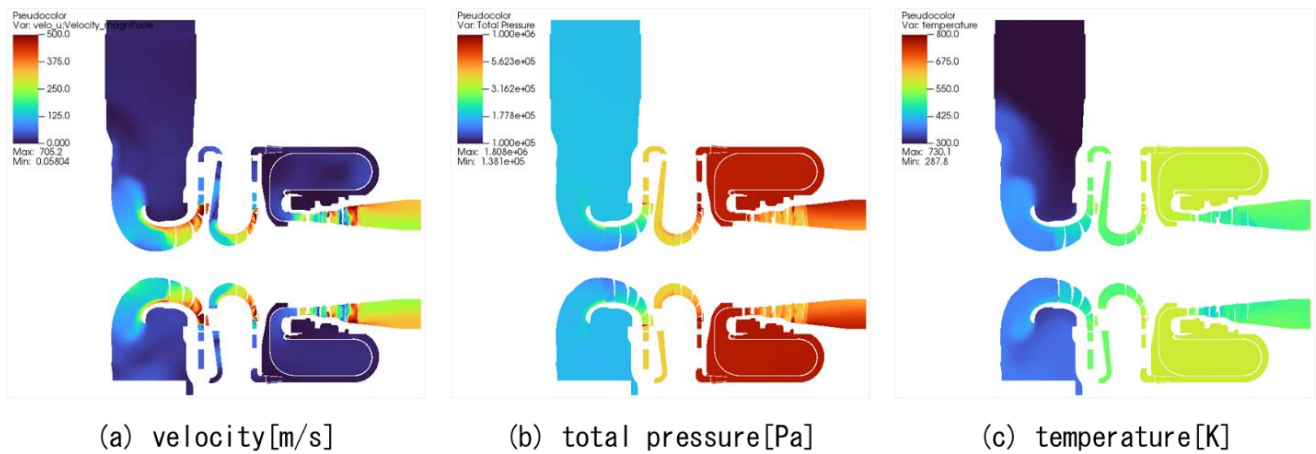 Pseudocolor
Var: velo_u:Velocity_magnitude
500.0
375.0
250.0
125.0
0.000
Max: 705.2
Min: 0.05804
Pseudocolor
Var: Total Pressure
1.000e+06
5.623e+05
3.162e+05
1.778e+05
1.000e+05
Max: 1.808e+06
Min: 1.381e+05
Pseudocolor
Var: temperature
800.0
675.0
550.0
425.0
300.0
Max: 730.1
Min: 287.8
(a) velocity[m/s]
(b) total pressure[Pa]
(c) temperature[K]